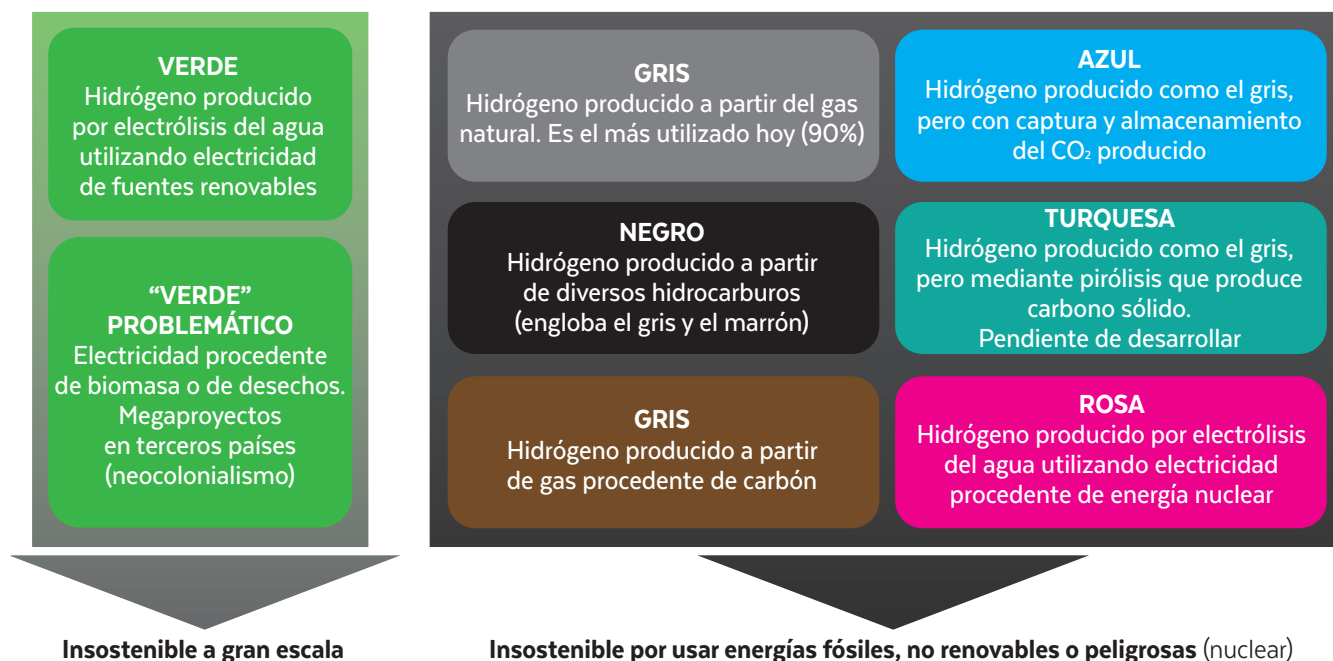 VERDE
Hidrógeno producido
por electrólisis del agua
utilizando electricidad
de fuentes renovables
“VERDE”
PROBLEMÁTICO
Electricidad procedente
de biomasa o de desechos.
Megaproyectos
en terceros países
(neocolonialismo)
Insostenible a gran escala
GRIS
Hidrógeno producido a partir del gas
natural. Es el más utilizado hoy (90%)
AZUL
Hidrógeno producido como el gris,
pero con captura y almacenamiento
del CO₂ producido
NEGRO
Hidrógeno producido a partir
de diversos hidrocarburos
(engloba el gris y el marrón)
TURQUESA
Hidrógeno producido como el gris,
pero mediante pirólisis que produce
carbono sólido.
Pendiente de desarrollar
GRIS
Hidrógeno producido a partir
de gas procedente de carbón
ROSA
Hidrógeno producido por electrólisis
del agua utilizando electricidad
procedente de energía nuclear
Insostenible por usar energías fósiles, no renovables o peligrosas (nuclear)